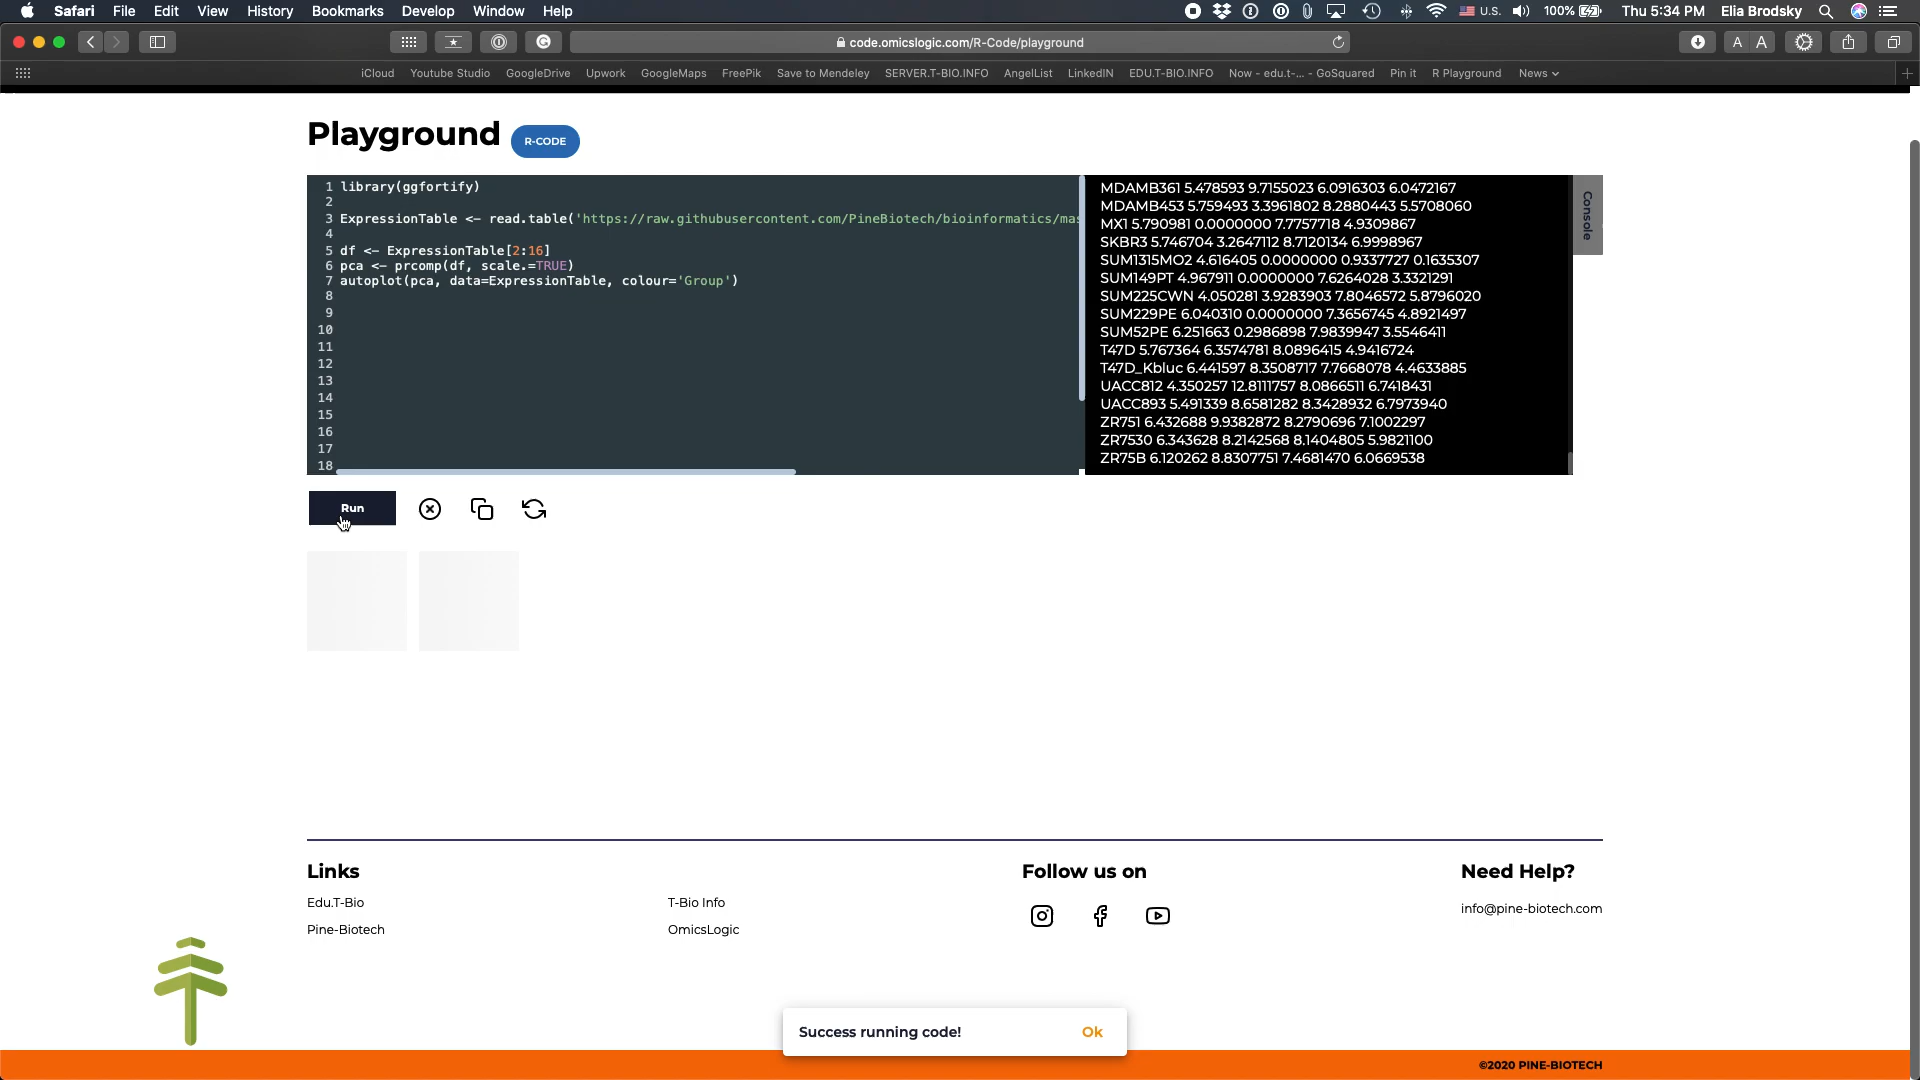 Safari File Edit View History Bookmarks Develop Window Help
U.S. 100% Thu 5:34 PM Elia Brodsky
code.omicslogic.com/R-Code/playground
A A
iCloud Youtube Studio GoogleDrive Upwork GoogleMaps FreePik Save to Mendeley SERVER.T-BIO.INFO AngelList LinkedIN EDU.T-BIO.INFO Now - edu.t-... - GoSquared Pin it R Playground News
Playground R-CODE
1 library(ggfortify)
2
3 ExpressionTable <- read.table('https://raw.githubusercontent.com/PineBiotech/bioinformatics/mas
4
5 df <- ExpressionTable[2:16]
6 pca <- prcomp(df, scale.=TRUE)
7 autoplot(pca, data=ExpressionTable, colour='Group')
8
9
10
11
12
13
14
15
16
17
18
MDAMB361 5.478593 9.7155023 6.0916303 6.0472167
MDAMB453 5.759493 3.3961802 8.2880443 5.5708060
MX1 5.790981 0.0000000 7.7757718 4.9309867
SKBR3 5.746704 3.2647112 8.7120134 6.9998967
SUM1315MO2 4.616405 0.0000000 0.9337727 0.1635307
SUM149PT 4.967911 0.0000000 7.6264028 3.3321291
SUM225CWN 4.050281 3.9283903 7.8046572 5.8796020
SUM229PE 6.040310 0.0000000 7.3656745 4.8921497
SUM52PE 6.251663 0.2986898 7.9839947 3.5546411
T47D 5.767364 6.3574781 8.0896415 4.9416724
T47D_Kbluc 6.441597 8.3508717 7.7668078 4.4633885
UACC812 4.350257 12.8111757 8.0866511 6.7418431
UACC893 5.491339 8.6581282 8.3428932 6.7973940
ZR751 6.432688 9.9382872 8.2790696 7.1002297
ZR7530 6.343628 8.2142568 8.1404805 5.9821100
ZR75B 6.120262 8.8307751 7.4681470 6.0669538
Console
Run
Links
Edu.T-Bio
Pine-Biotech
T-Bio Info
OmicsLogic
Follow us on
Need Help?
info@pine-biotech.com
Success running code! Ok
©2020 PINE-BIOTECH